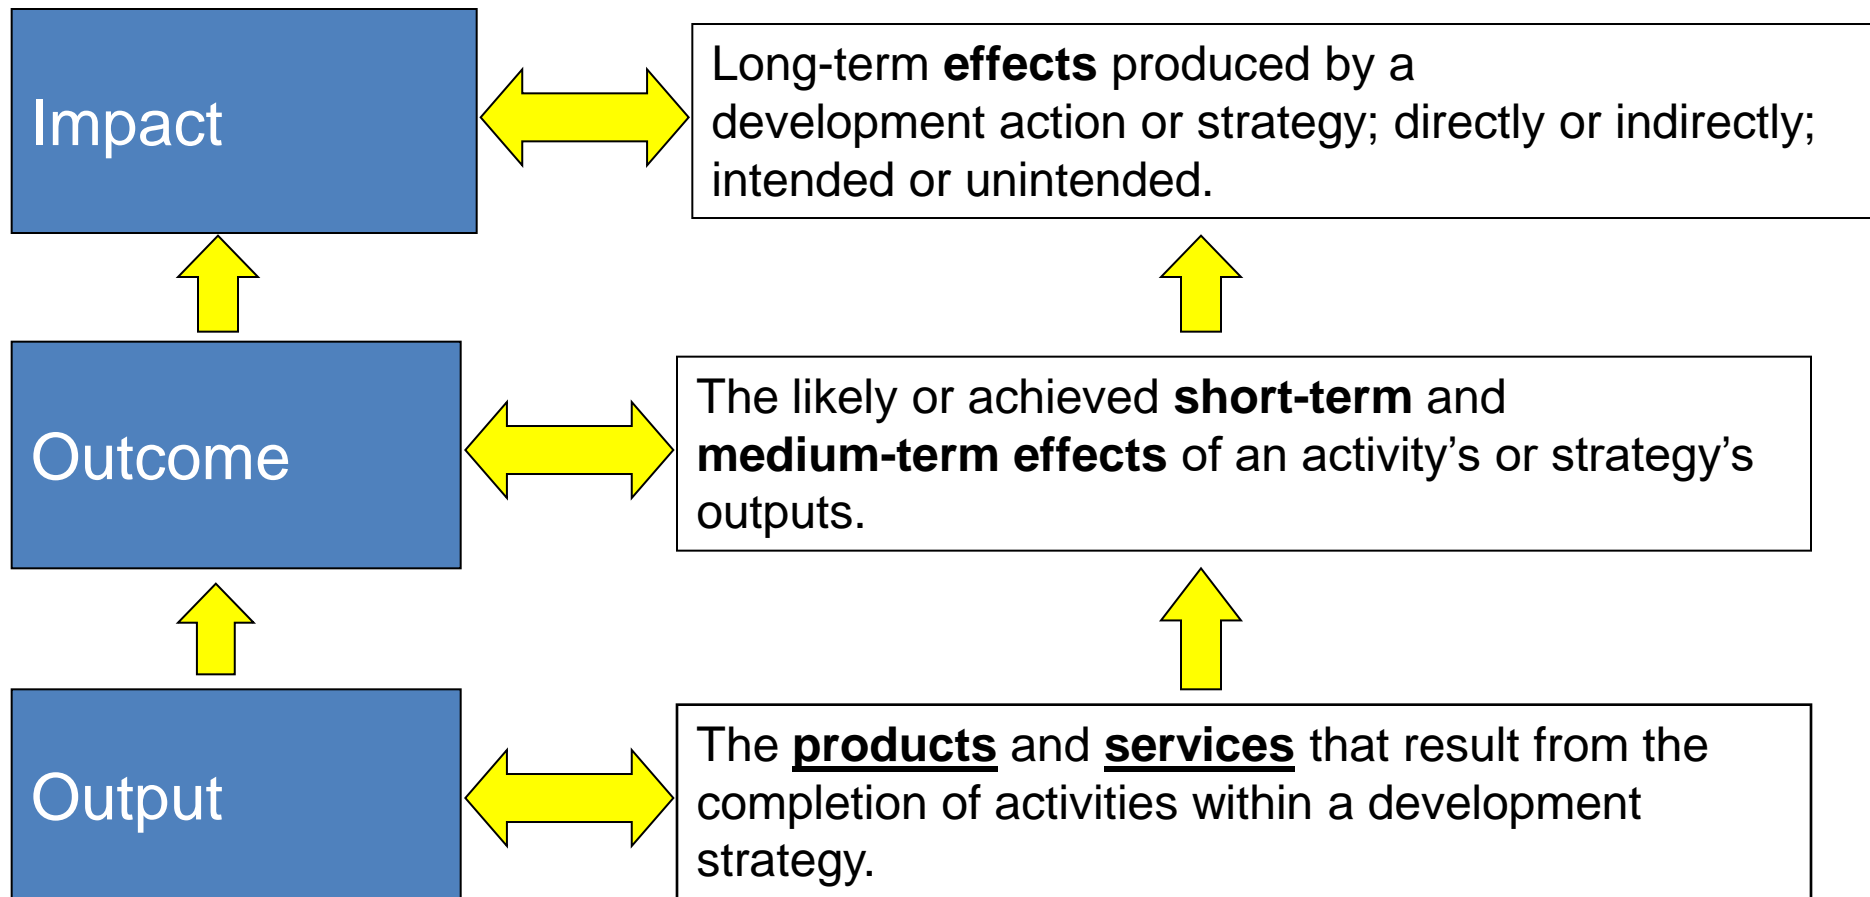 Impact
Long-term effects produced by a
development action or strategy; directly or indirectly;
intended or unintended.
Outcome
The likely or achieved short-term and
medium-term effects of an activity’s or strategy’s
outputs.
Output
The products and services that result from the
completion of activities within a development
strategy.